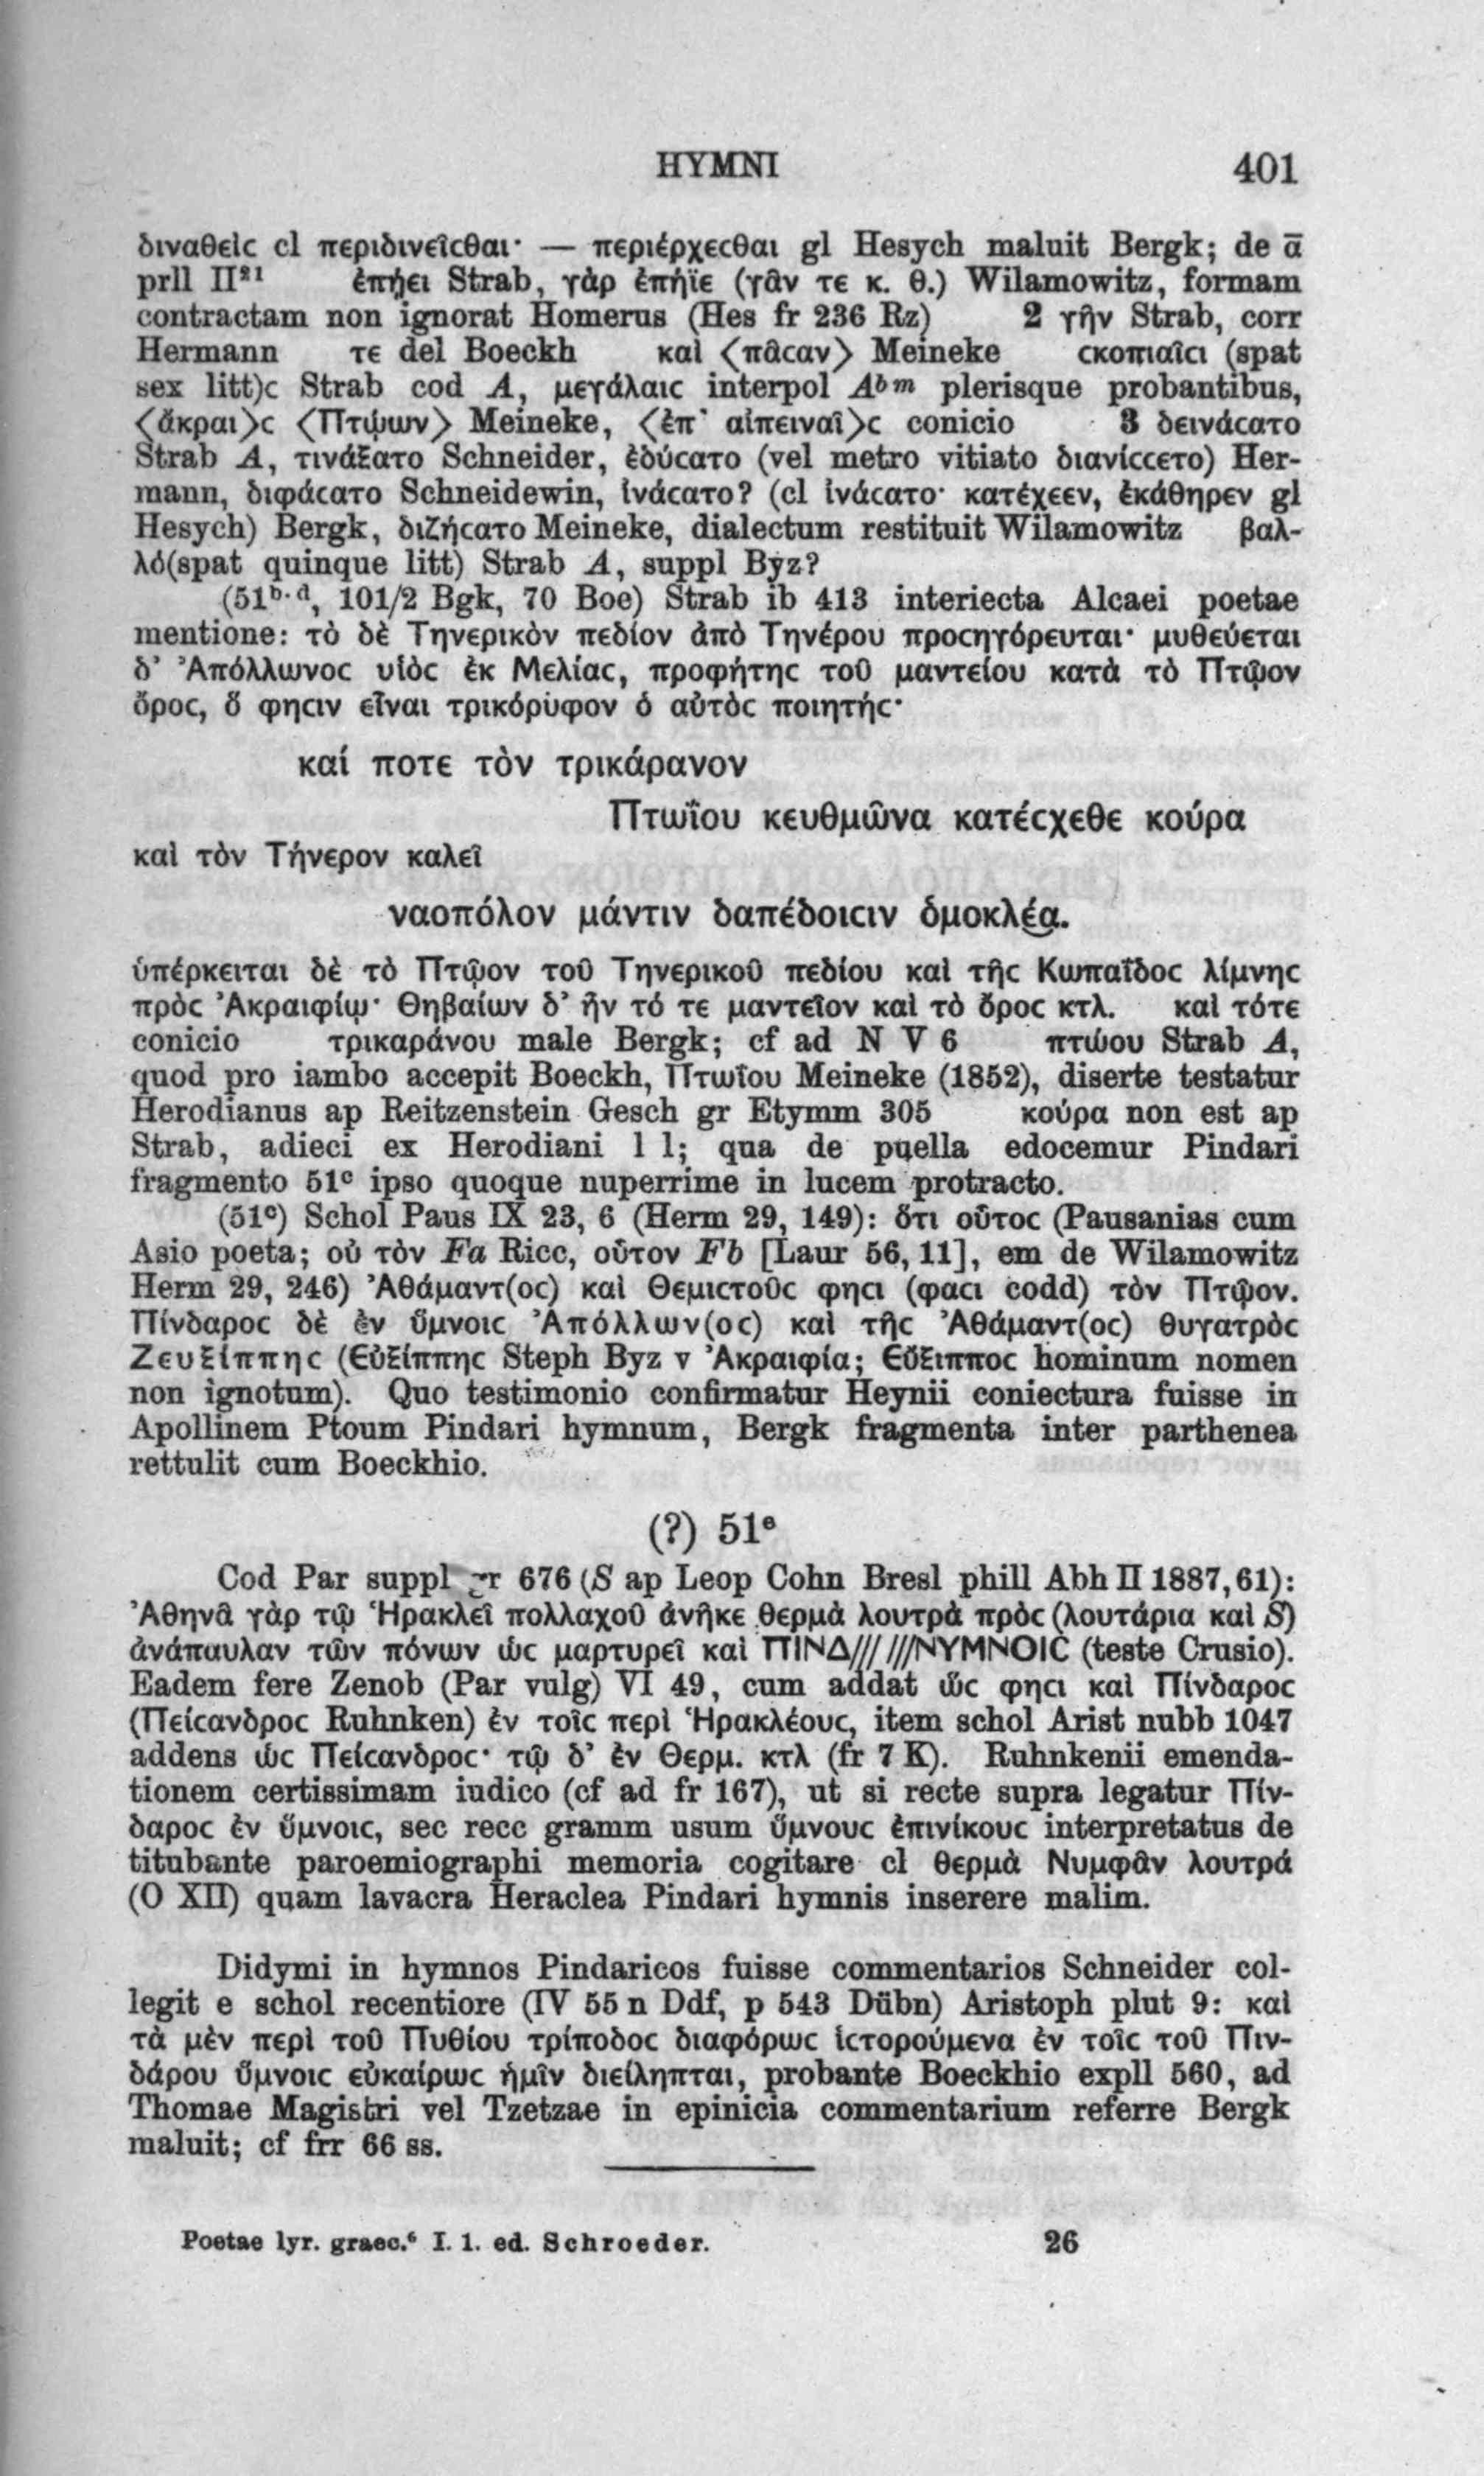 HYMNI 401
διναθείc cl περιδινεῖcθαι· — περιέρχεcθαι gl Hesych maluit Bergk; de ᾱ
prll II²¹ ἐπῄει Strab, γὰρ ἐπήϊε (γᾶν τε κ. θ.) Wilamowitz, formam
contractam non ignorat Homerus (Hes fr 236 Rz) 2 γῆν Strab, corr
Hermann τε del Boeckh καὶ ⟨πᾶcαν⟩ Meineke cκοπιαῖcι (spat
sex litt)c Strab cod A, μεγάλαιc interpol Abm plerisque probantibus,
⟨ἄκραι⟩c ⟨Πτώων⟩ Meineke, ⟨ἐπ' αἰπειναῖ⟩c conicio 3 δεινάcατο
Strab A, τινάξατο Schneider, ἐδύcατο (vel metro vitiato διανίccετο) Her-
mann, διφάcατο Schneidewin, ἰνάcατο? (cl ἰνάcατο· κατέχεεν, ἐκάθηρεν gl
Hesych) Bergk, διζήcατο Meineke, dialectum restituit Wilamowitz βαλ-
λό(spat quinque litt) Strab A, suppl Byz?
(51ᵇ·ᵈ, 101/2 Bgk, 70 Boe) Strab ib 413 interiecta Alcaei poetae
mentione: τὸ δὲ Τηνερικὸν πεδίον ἀπὸ Τηνέρου προcηγόρευται· μυθεύεται
δ' Ἀπόλλωνοc υἱὸc ἐκ Μελίαc, προφήτηc τοῦ μαντείου κατὰ τὸ Πτῷον
ὄροc, ὅ φηcιν εἶναι τρικόρυφον ὁ αὐτὸc ποιητήc·
καί ποτε τὸν τρικάρανον
Πτωΐου κευθμῶνα κατέcχεθε κούρα
καὶ τὸν Τήνερον καλεῖ
ναοπόλον μάντιν δαπέδοιcιν ὁμοκλέα.
ὑπέρκειται δὲ τὸ Πτῷον τοῦ Τηνερικοῦ πεδίου καὶ τῆc Κωπαΐδοc λίμνηc
πρὸc Ἀκραιφίῳ· Θηβαίων δ' ἦν τό τε μαντεῖον καὶ τὸ ὄροc κτλ. καὶ τότε
conicio τρικαράνου male Bergk; cf ad N V 6 πτώου Strab A,
quod pro iambo accepit Boeckh, Πτωΐου Meineke (1852), diserte testatur
Herodianus ap Reitzenstein Gesch gr Etymm 305 κούρα non est ap
Strab, adieci ex Herodiani l l; qua de puella edocemur Pindari
fragmento 51ᶜ ipso quoque nuperrime in lucem protracto.
(51ᶜ) Schol Paus IX 23, 6 (Herm 29, 149): ὅτι οὗτοc (Pausanias cum
Asio poeta; οὐ τὸν Fa Ricc, οὗτον Fb [Laur 56, 11], em de Wilamowitz
Herm 29, 246) Ἀθάμαντ(οc) καὶ Θεμιcτοῦc φηcι (φαcι codd) τὸν Πτῷον.
Πίνδαροc δὲ ἐν ὕμνοιc Ἀπόλλων(οc) καὶ τῆc Ἀθάμαντ(οc) θυγατρὸc
Ζευξίππηc (Εὐξίππηc Steph Byz v Ἀκραιφία; Εὔξιπποc hominum nomen
non ignotum). Quo testimonio confirmatur Heynii coniectura fuisse in
Apollinem Ptoum Pindari hymnum, Bergk fragmenta inter parthenea
rettulit cum Boeckhio.
(?) 51ᵉ
Cod Par suppl gr 676 (S ap Leop Cohn Bresl phill Abh II 1887, 61):
Ἀθηνᾶ γὰρ τῷ Ἡρακλεῖ πολλαχοῦ ἀνῆκε θερμὰ λουτρὰ πρὸc (λουτάρια καὶ S)
ἀνάπαυλαν τῶν πόνων ὡc μαρτυρεῖ καὶ ΠΙΝΔ/// ///ΝΥΜΝΟΙC (teste Crusio).
Eadem fere Zenob (Par vulg) VI 49, cum addat ὥc φηcι καὶ Πίνδαροc
(Πείcανδροc Ruhnken) ἐν τοῖc περὶ Ἡρακλέουc, item schol Arist nubb 1047
addens ὡc Πείcανδροc· τῷ δ' ἐν Θερμ. κτλ (fr 7 K). Ruhnkenii emenda-
tionem certissimam iudico (cf ad fr 167), ut si recte supra legatur Πίν-
δαροc ἐν ὕμνοιc, sec recc gramm usum ὕμνουc ἐπινίκουc interpretatus de
titubante paroemiographi memoria cogitare cl θερμὰ Νυμφᾶν λουτρά
(O XII) quam lavacra Heraclea Pindari hymnis inserere malim.
Didymi in hymnos Pindaricos fuisse commentarios Schneider col-
legit e schol recentiore (IV 55 n Ddf, p 543 Dübn) Aristoph plut 9: καὶ
τὰ μὲν περὶ τοῦ Πυθίου τρίποδοc διαφόρωc ἱcτορούμενα ἐν τοῖc τοῦ Πιν-
δάρου ὕμνοιc εὐκαίρωc ἡμῖν διείληπται, probante Boeckhio expll 560, ad
Thomae Magistri vel Tzetzae in epinicia commentarium referre Bergk
maluit; cf frr 66 ss.
Poetae lyr. graec.⁶ I. 1. ed. Schroeder. 26